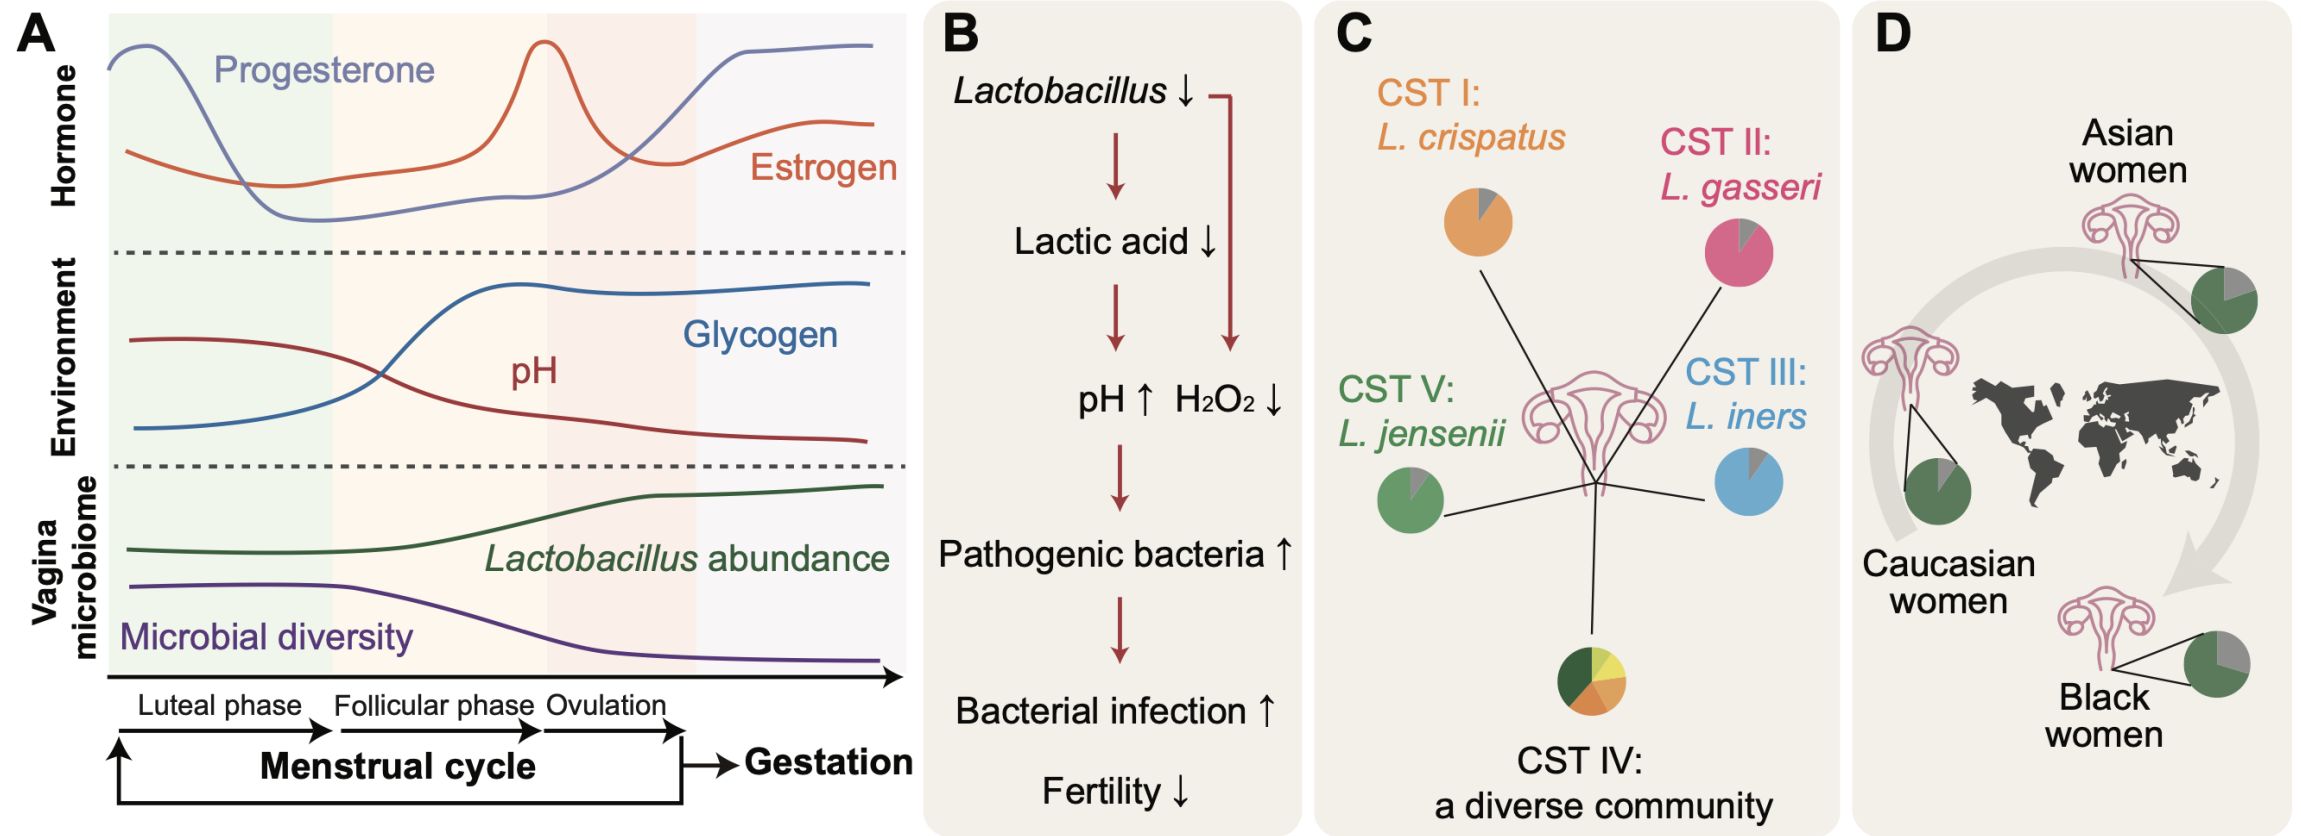 A
Hormone
Progesterone
Estrogen
Environment
Glycogen
pH
Vagina
microbiome
Lactobacillus abundance
Microbial diversity
Luteal phase
Follicular phase
Ovulation
Menstrual cycle
Gestation
B
Lactobacillus ↓
Lactic acid ↓
pH ↑ H₂O₂ ↓
Pathogenic bacteria ↑
Bacterial infection ↑
Fertility ↓
C
CST I:
L. crispatus
CST II:
L. gasseri
CST III:
L. iners
CST V:
L. jensenii
CST IV:
a diverse community
D
Asian
women
Caucasian
women
Black
women